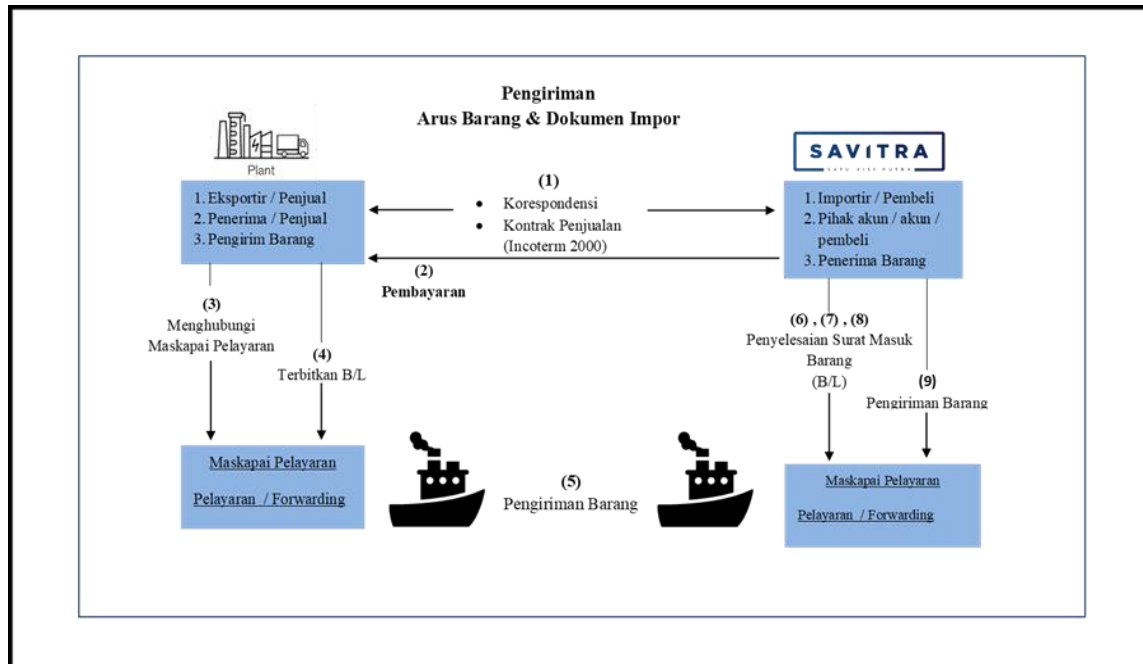 Pengiriman
Arus Barang & Dokumen Impor
Plant
SAVITRA
1. Eksportir / Penjual
2. Penerima / Penjual
3. Pengirim Barang
(1)
• Korespondensi
• Kontrak Penjualan
(Incoterm 2000)
1. Importir / Pembeli
2. Pihak akun / akun /
pembeli
3. Penerima Barang
(2)
Pembayaran
(3)
Menghubungi
Maskapai Pelayaran
(4)
Terbitkan B/L
(6) , (7) , (8)
Penyelesaian Surat Masuk
Barang
(B/L)
(9)
Pengiriman Barang
Maskapai Pelayaran
Pelayaran / Forwarding
(5)
Pengiriman Barang
Maskapai Pelayaran
Pelayaran / Forwarding